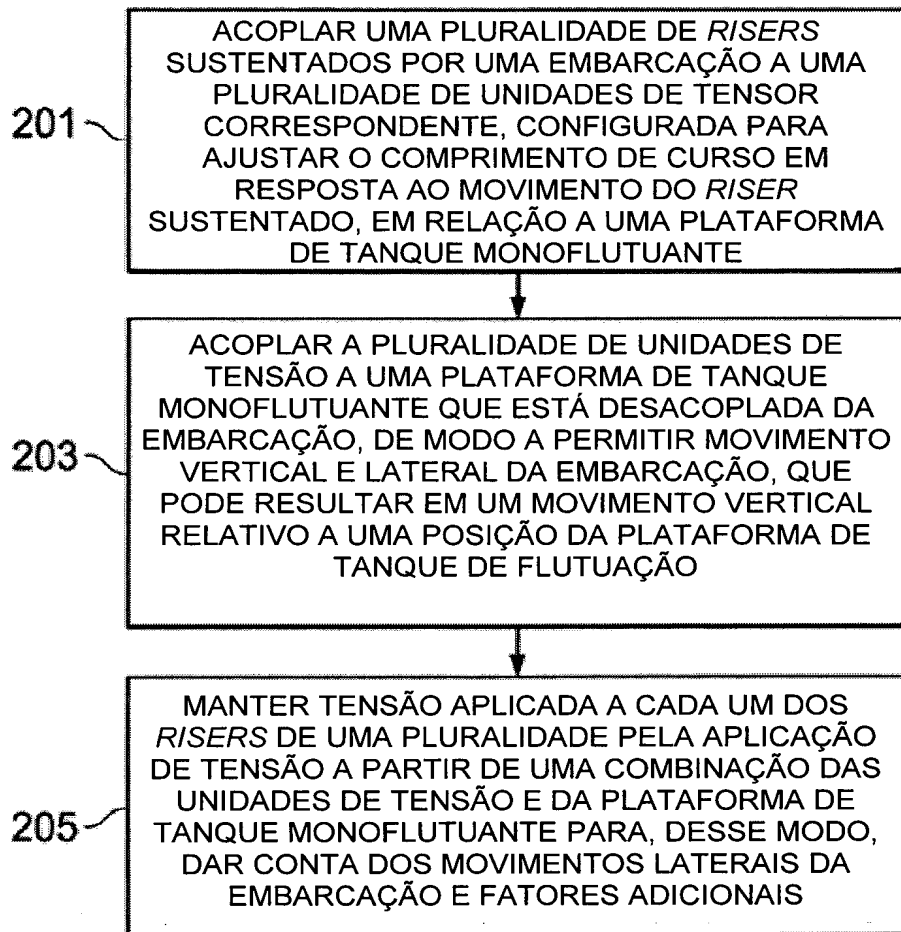 ACOPLAR UMA PLURALIDADE DE RISERS
SUSTENTADOS POR UMA EMBARCAÇÃO A UMA
PLURALIDADE DE UNIDADES DE TENSOR
CORRESPONDENTE, CONFIGURADA PARA
AJUSTAR O COMPRIMENTO DE CURSO EM
RESPOSTA AO MOVIMENTO DO RISER
SUSTENTADO, EM RELAÇÃO A UMA PLATAFORMA
DE TANQUE MONOFLUTUANTE
201
ACOPLAR A PLURALIDADE DE UNIDADES DE
TENSÃO A UMA PLATAFORMA DE TANQUE
MONOFLUTUANTE QUE ESTÁ DESACOPLADA DA
EMBARCAÇÃO, DE MODO A PERMITIR MOVIMENTO
VERTICAL E LATERAL DA EMBARCAÇÃO, QUE
PODE RESULTAR EM UM MOVIMENTO VERTICAL
RELATIVO A UMA POSIÇÃO DA PLATAFORMA DE
TANQUE DE FLUTUAÇÃO
203
MANTER TENSÃO APLICADA A CADA UM DOS
RISERS DE UMA PLURALIDADE PELA APLICAÇÃO
DE TENSÃO A PARTIR DE UMA COMBINAÇÃO DAS
UNIDADES DE TENSÃO E DA PLATAFORMA DE
TANQUE MONOFLUTUANTE PARA, DESSE MODO,
DAR CONTA DOS MOVIMENTOS LATERAIS DA
EMBARCAÇÃO E FATORES ADICIONAIS
205